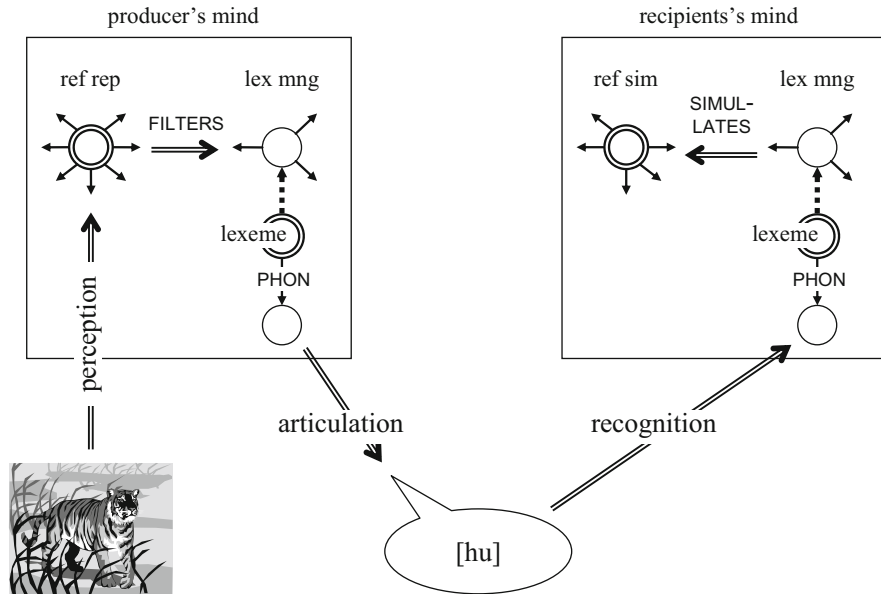 producer's mind
recipients's mind
ref rep
lex mng
FILTERS
lexeme
PHON
perception
ref sim
lex mng
SIMUL-
LATES
lexeme
PHON
articulation
recognition
[hu]